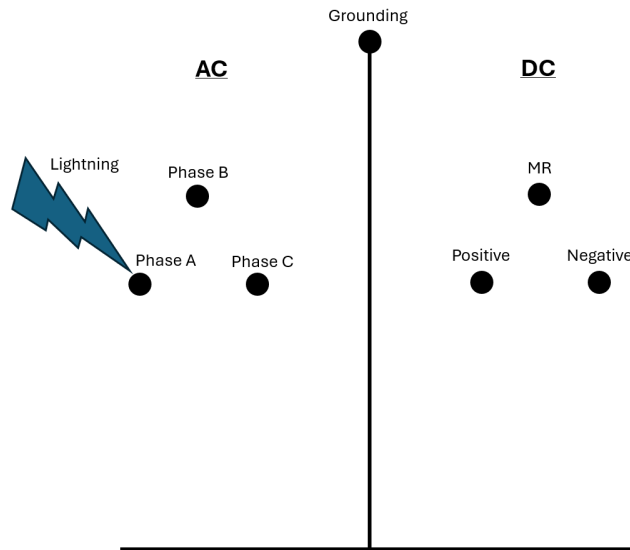 Grounding
AC
DC
Lightning
Phase B
MR
Phase A
Phase C
Positive
Negative